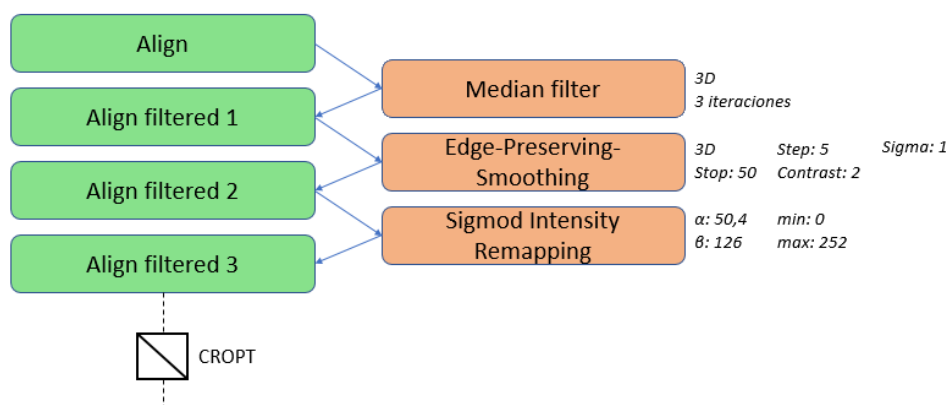 Align
Median filter
3D
3 iteraciones
Align filtered 1
Edge-Preserving-
Smoothing
3D Step: 5 Sigma: 1
Stop: 50 Contrast: 2
Align filtered 2
Sigmod Intensity
Remapping
α: 50,4 min: 0
β: 126 max: 252
Align filtered 3
CROPT